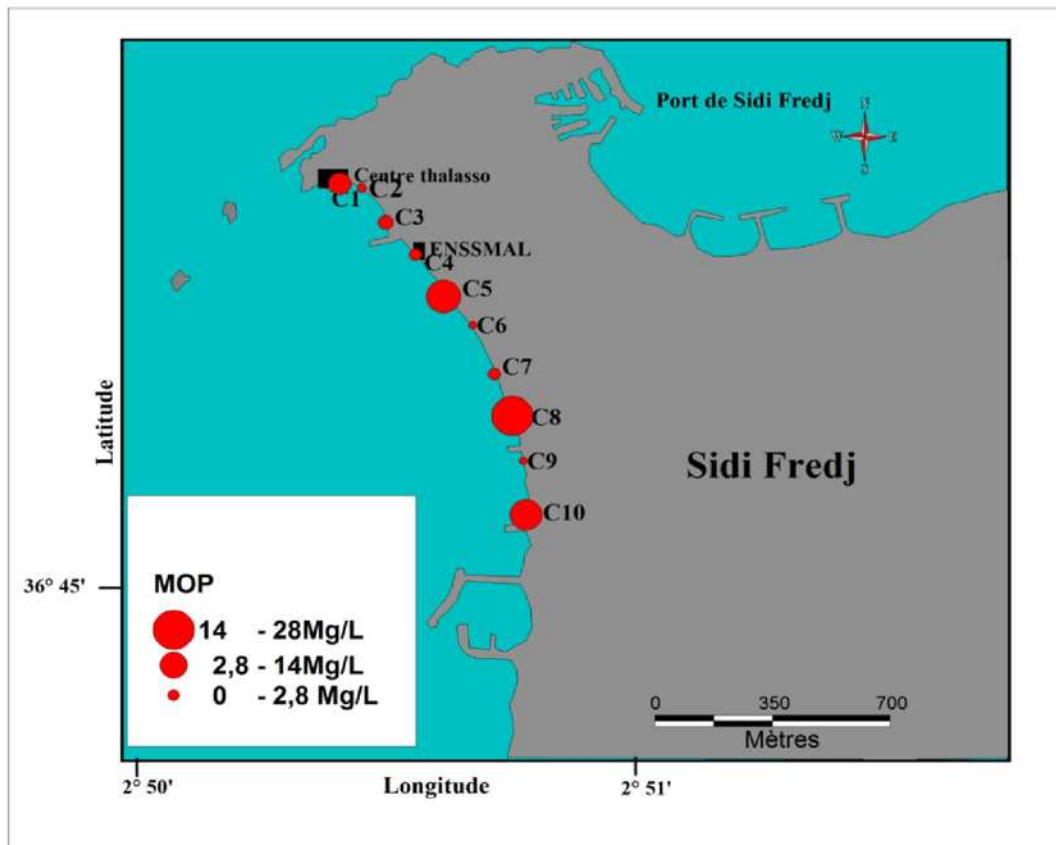 Port de Sidi Fredj
N
W E
S
Centre thalasso
C1
C2
C3
ENSSMAL
C4
C5
C6
C7
C8
C9
C10
Sidi Fredj
Latitude
36° 45'
MOP
14 - 28Mg/L
2,8 - 14Mg/L
0 - 2,8 Mg/L
0 350 700
Mètres
2° 50'
Longitude
2° 51'